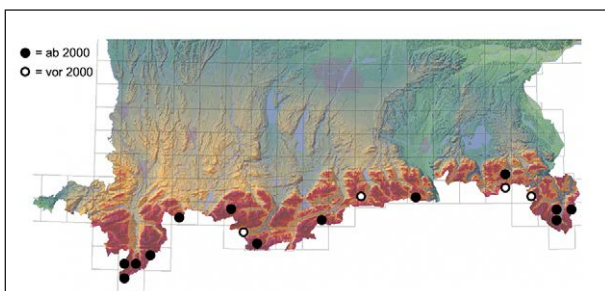 ● = ab 2000
○ = vor 2000